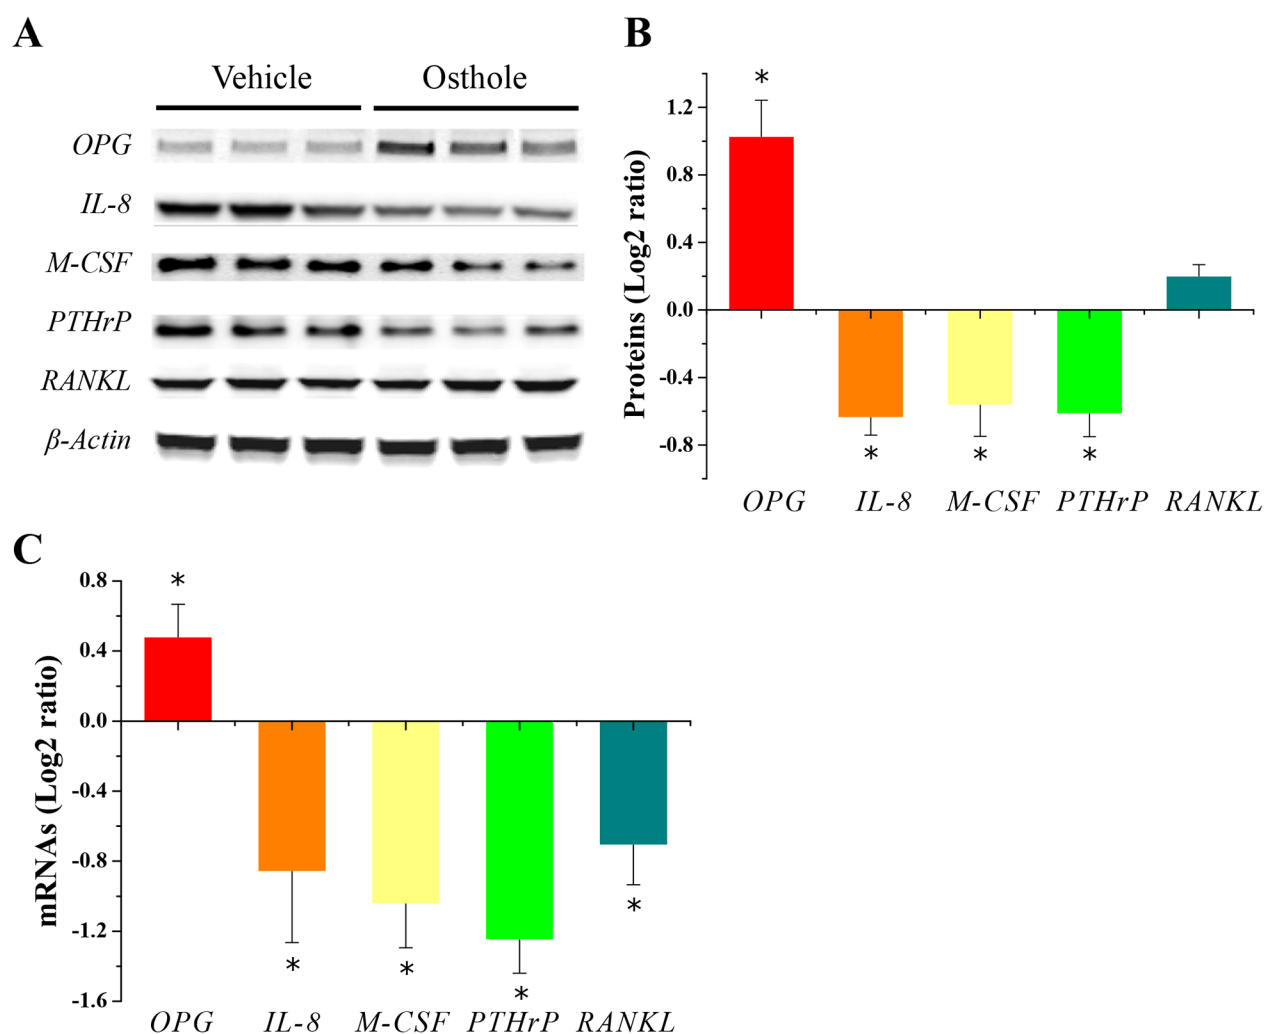 A
Vehicle Osthole
OPG
IL-8
M-CSF
PTHrP
RANKL
β-Actin
B
Proteins (Log2 ratio)
1.2
0.8
0.4
0.0
-0.4
-0.8
*
* * *
OPG IL-8 M-CSF PTHrP RANKL
C
mRNAs (Log2 ratio)
0.8
0.4
0.0
-0.4
-0.8
-1.2
-1.6
*
* * * *
OPG IL-8 M-CSF PTHrP RANKL